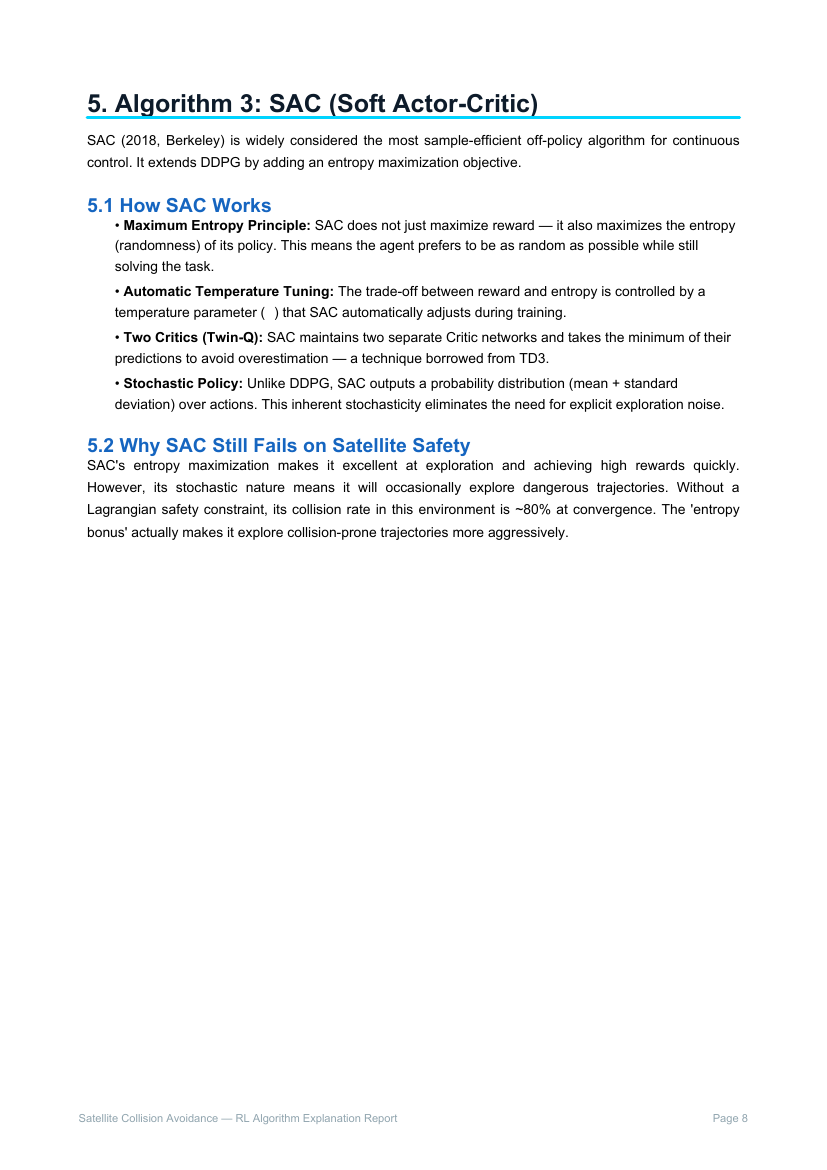 5. Algorithm 3: SAC (Soft Actor-Critic)
SAC (2018, Berkeley) is widely considered the most sample-efficient off-policy algorithm for continuous
control. It extends DDPG by adding an entropy maximization objective.
5.1 How SAC Works
• Maximum Entropy Principle: SAC does not just maximize reward — it also maximizes the entropy
(randomness) of its policy. This means the agent prefers to be as random as possible while still
solving the task.
• Automatic Temperature Tuning: The trade-off between reward and entropy is controlled by a
temperature parameter ( ) that SAC automatically adjusts during training.
• Two Critics (Twin-Q): SAC maintains two separate Critic networks and takes the minimum of their
predictions to avoid overestimation — a technique borrowed from TD3.
• Stochastic Policy: Unlike DDPG, SAC outputs a probability distribution (mean + standard
deviation) over actions. This inherent stochasticity eliminates the need for explicit exploration noise.
5.2 Why SAC Still Fails on Satellite Safety
SAC's entropy maximization makes it excellent at exploration and achieving high rewards quickly.
However, its stochastic nature means it will occasionally explore dangerous trajectories. Without a
Lagrangian safety constraint, its collision rate in this environment is ~80% at convergence. The 'entropy
bonus' actually makes it explore collision-prone trajectories more aggressively.
Satellite Collision Avoidance — RL Algorithm Explanation Report Page 8